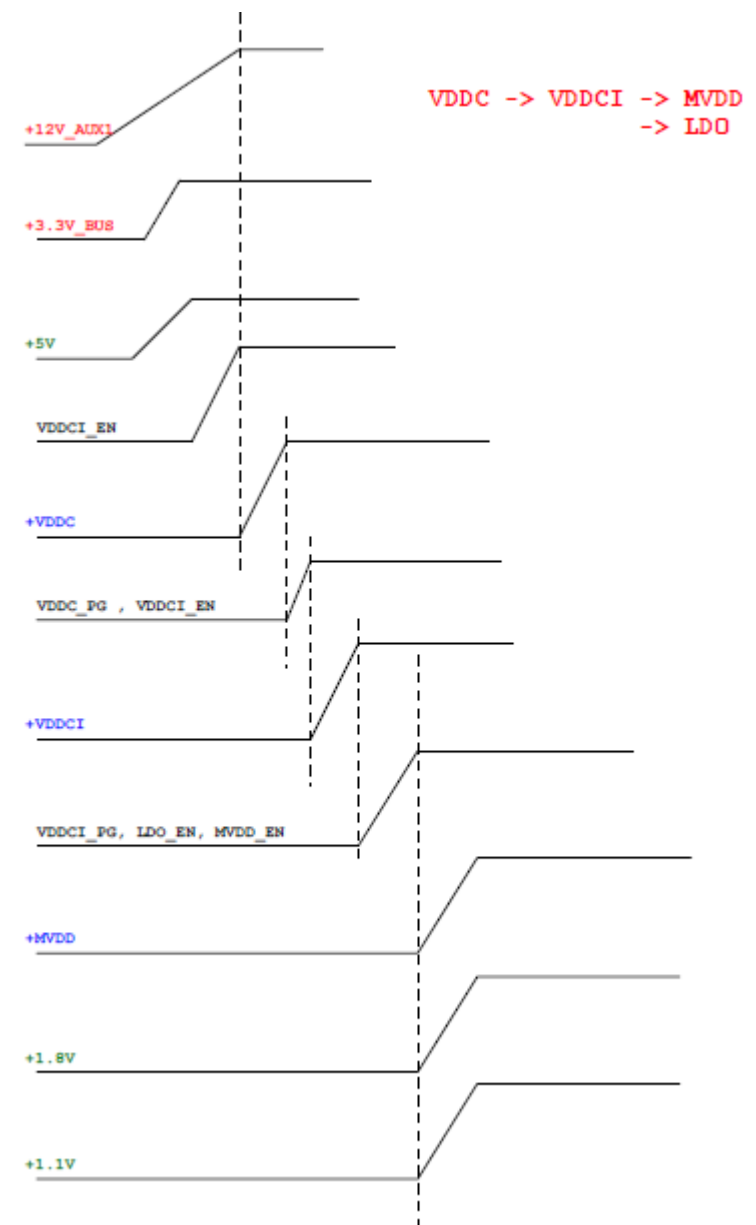 VDDC -> VDDCI -> MVDD
-> LDO
+12V_AUX1
+3.3V_BUS
+5V
VDDCI_EN
+VDDC
VDDC_PG , VDDCI_EN
+VDDCI
VDDCI_PG, LDO_EN, MVDD_EN
+MVDD
+1.8V
+1.1V